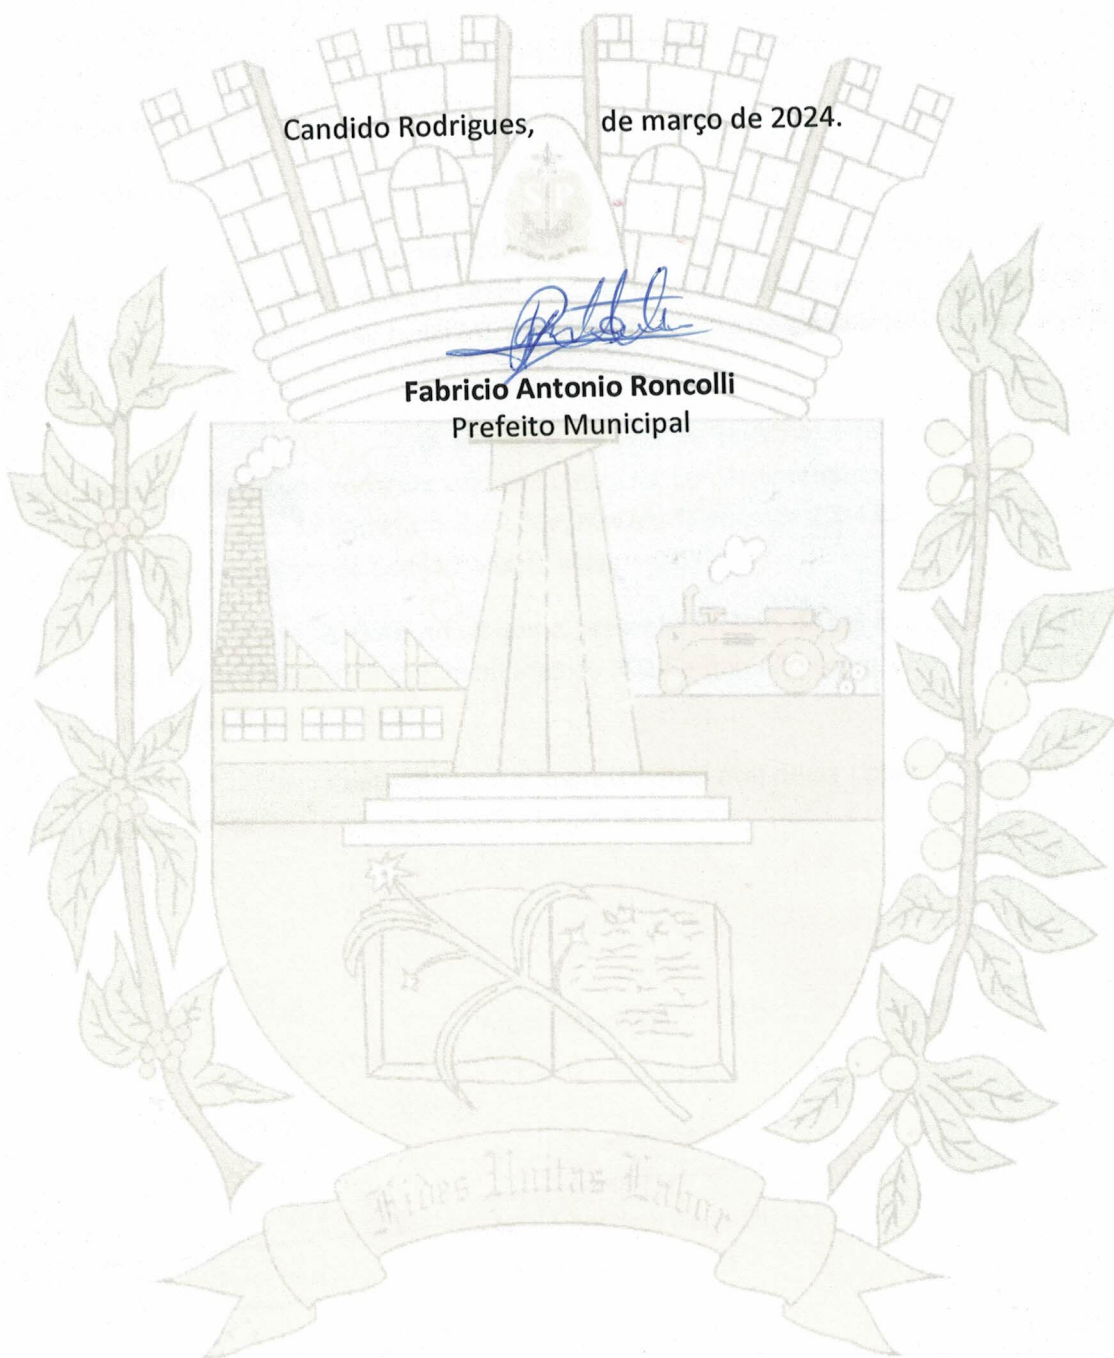 Candido Rodrigues, de março de 2024.
Fabricio Antonio Roncolli
Prefeito Municipal
Fides Unitas Labor